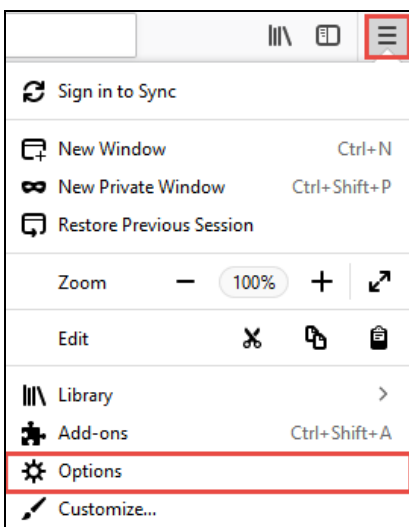 Sign in to Sync
New Window Ctrl+N
New Private Window Ctrl+Shift+P
Restore Previous Session
Zoom 100%
Edit
Library
Add-ons Ctrl+Shift+A
Options
Customize...